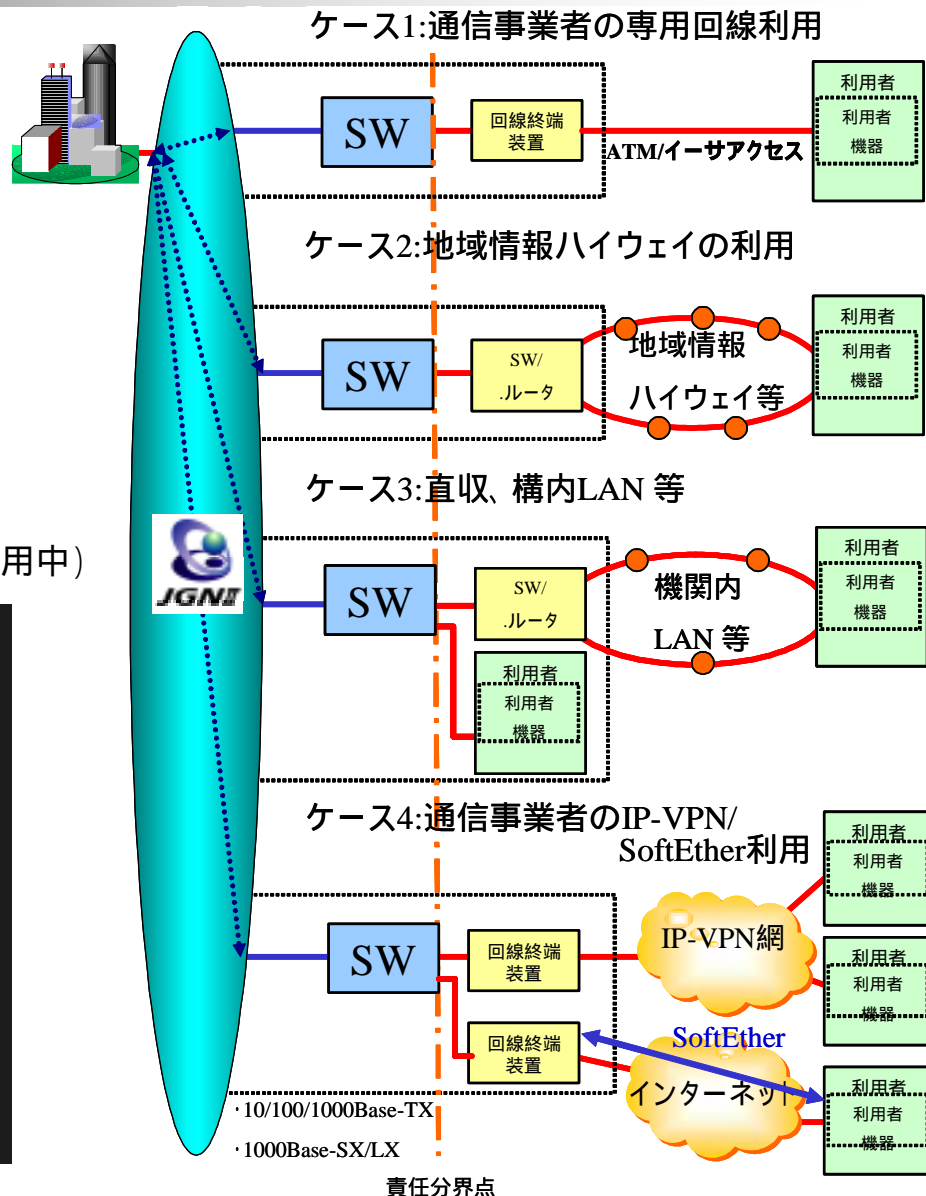 ケース1:通信事業者の専用回線利用
SW
回線終端
装置
ATM/イーサアクセス
利用者
利用者
機器
ケース2:地域情報ハイウェイの利用
SW
SW/
.ルータ
地域情報
ハイウェイ等
利用者
利用者
機器
ケース3:直収、構内LAN 等
用中）
JGNII
SW
SW/
.ルータ
機関内
LAN 等
利用者
利用者
機器
利用者
利用者
機器
ケース4:通信事業者のIP-VPN/
SoftEther利用
SW
回線終端
装置
IP-VPN網
利用者
利用者
機器
利用者
利用者
機器
回線終端
装置
SoftEther
インターネット
利用者
利用者
機器
·10/100/1000Base-TX
·1000Base-SX/LX
責任分界点